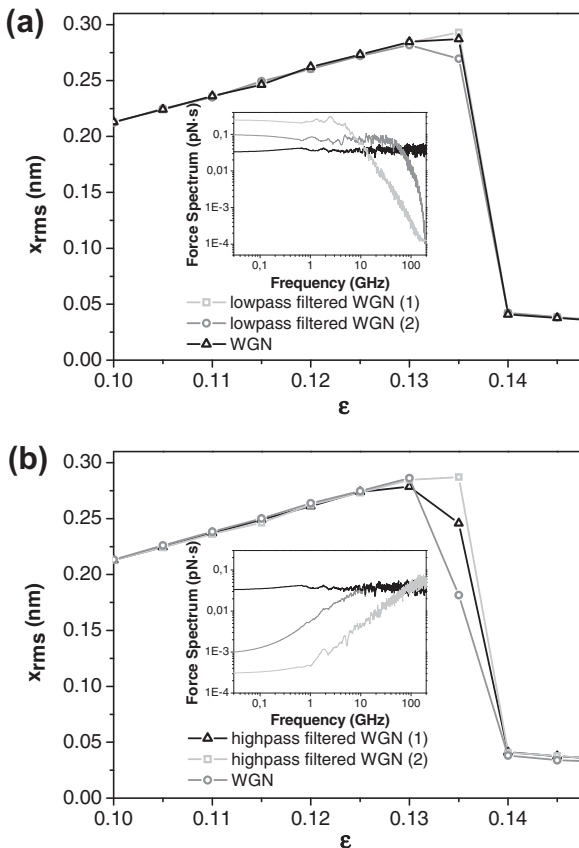 (a)
0.30
0.25
0.20
0.15
0.10
0.05
0.00
x_rms (nm)
Force Spectrum (pN·s)
0,1
0,01
1E-3
1E-4
0,1 1 10 100
Frequency (GHz)
lowpass filtered WGN (1)
lowpass filtered WGN (2)
WGN
0.10 0.11 0.12 0.13 0.14
ε
(b)
0.30
0.25
0.20
0.15
0.10
0.05
0.00
x_rms (nm)
Force Spectrum (pN·s)
0,1
0,01
1E-3
1E-4
0,1 1 10 100
Frequency (GHz)
highpass filtered WGN (1)
highpass filtered WGN (2)
WGN
0.10 0.11 0.12 0.13 0.14
ε